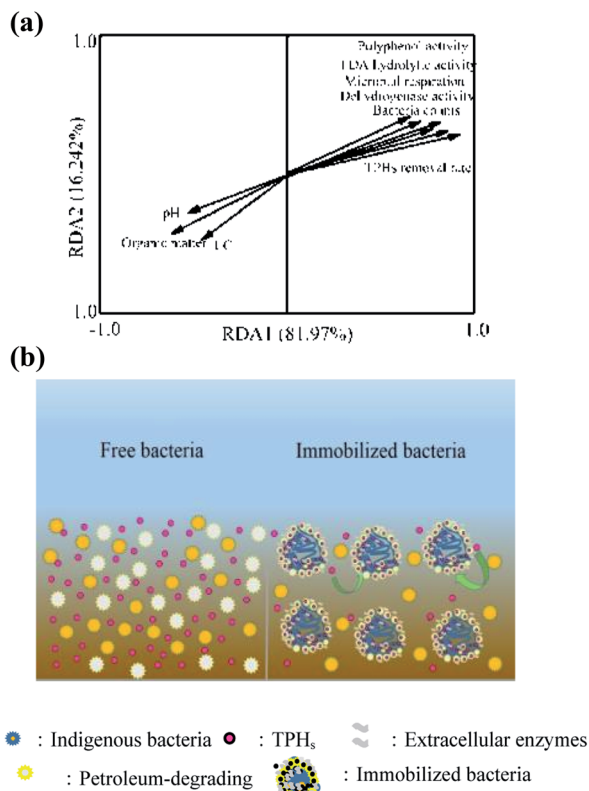 (a)
1.0
Polyphenol activity
FDA hydrolytic activity
Microbial respiration
Dehydrogenase activity
Bacteria counts
TPHs removal rate
pH
Organic matter
RDA2 (16.242%)
1.0
-1.0
RDA1 (81.97%)
1.0
(b)
Free bacteria
Immobilized bacteria
: Indigenous bacteria
: TPHs
: Extracellular enzymes
: Petroleum-degrading
: Immobilized bacteria